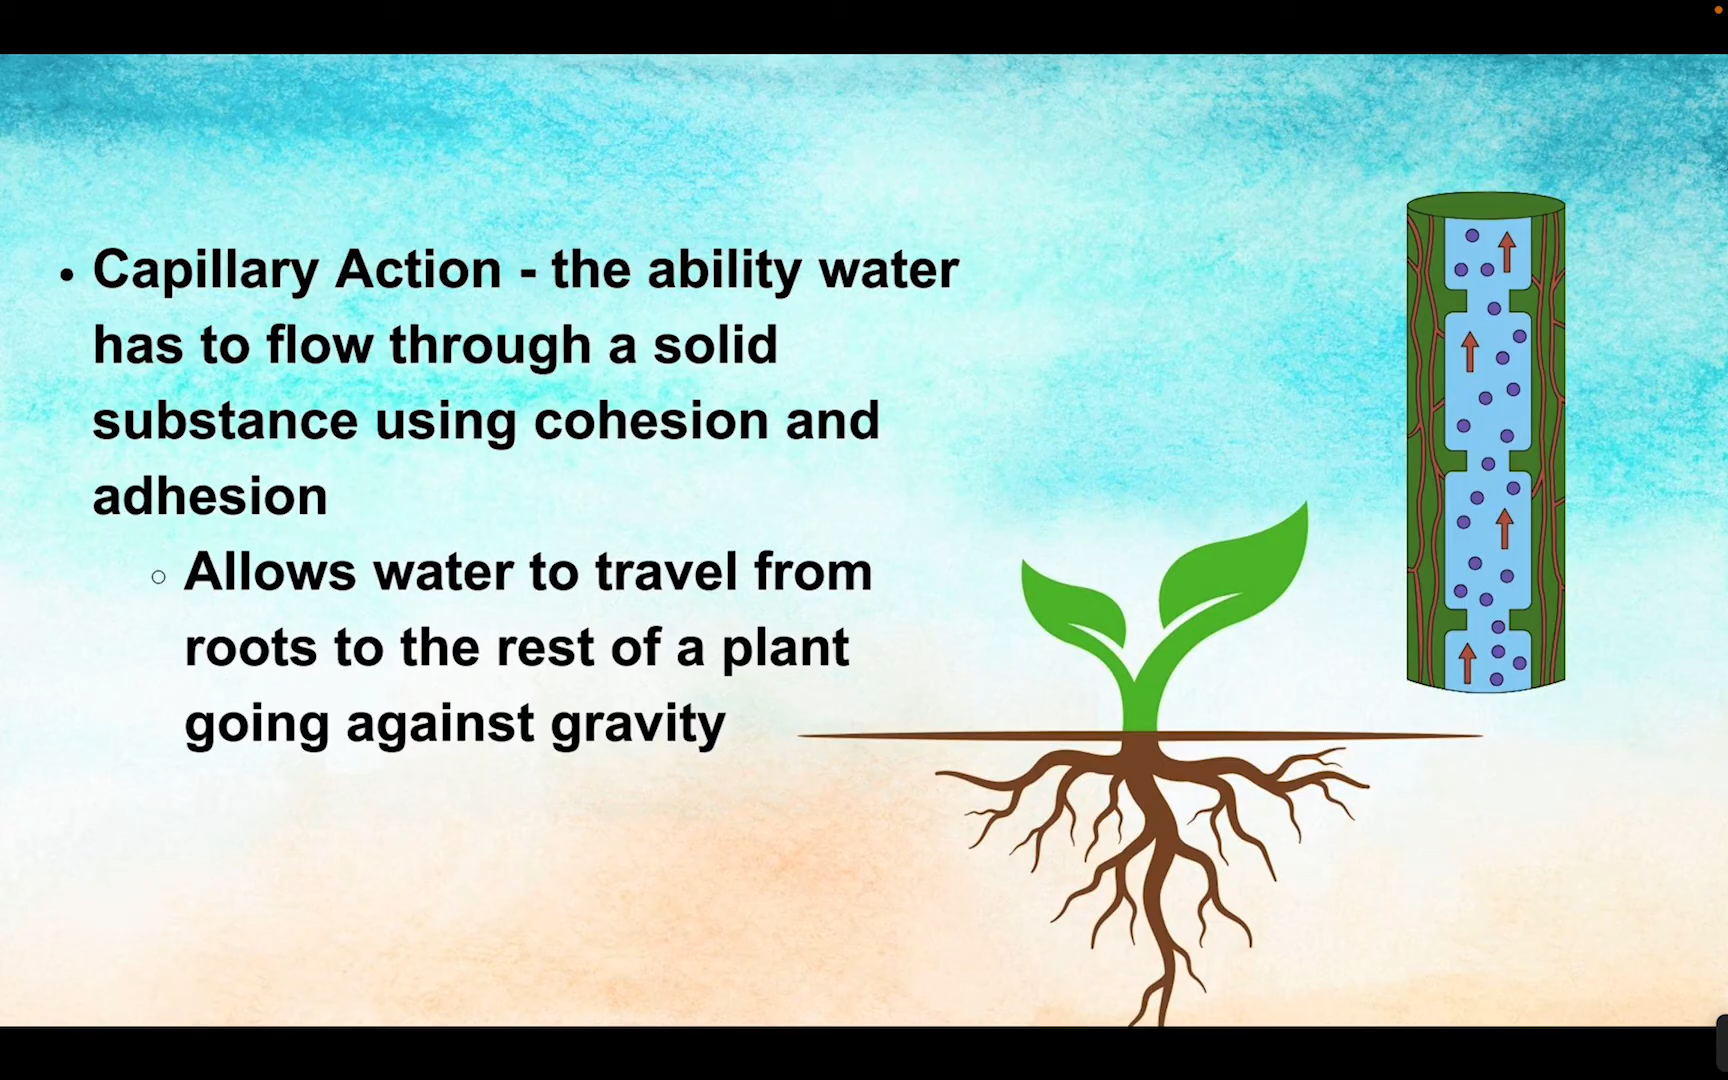 • Capillary Action - the ability water
has to flow through a solid
substance using cohesion and
adhesion
○ Allows water to travel from
roots to the rest of a plant
going against gravity